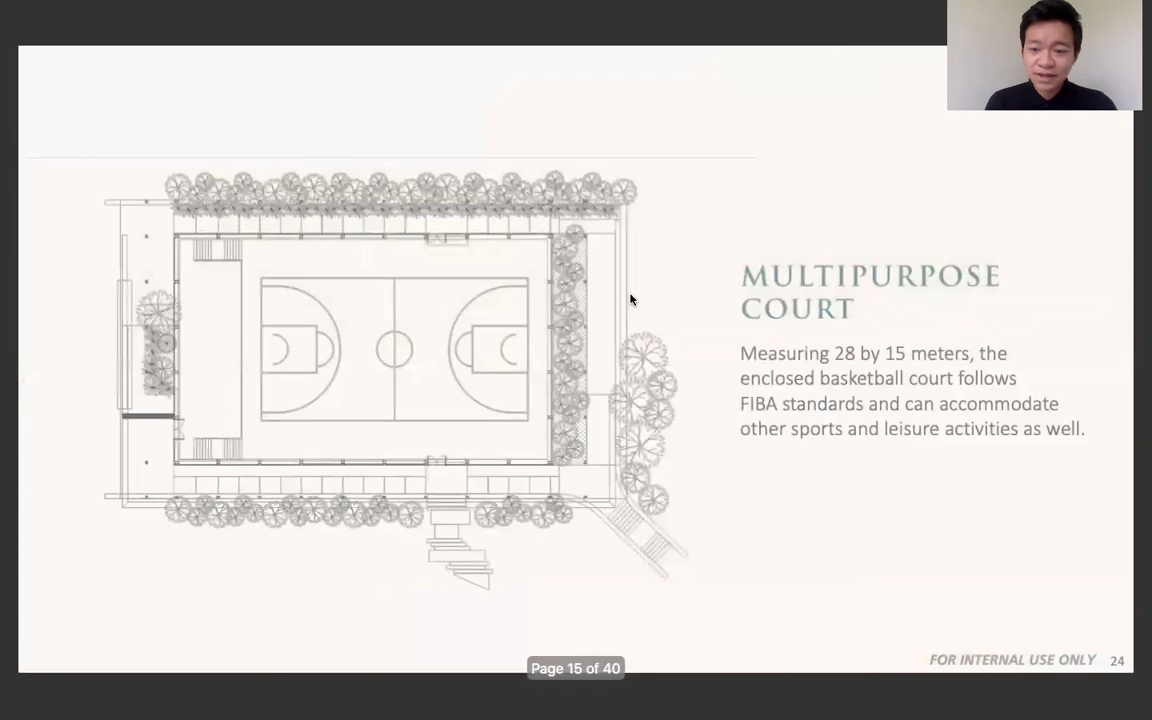 MULTIPURPOSE
COURT
Measuring 28 by 15 meters, the
enclosed basketball court follows
FIBA standards and can accommodate
other sports and leisure activities as well.
FOR INTERNAL USE ONLY 24
Page 15 of 40